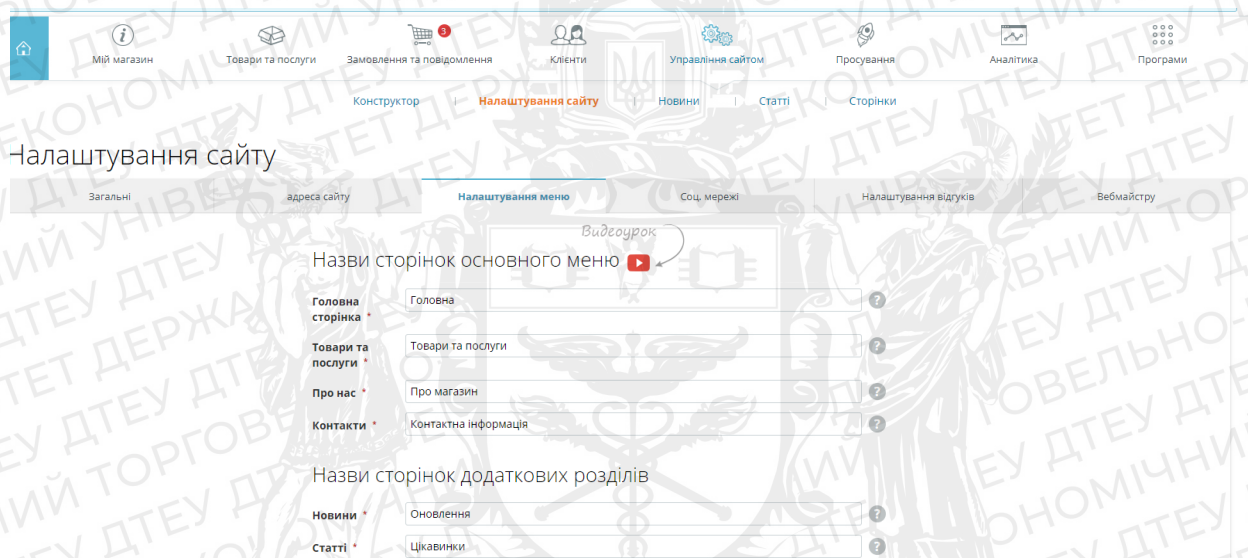 3
Мій магазин Товари та послуги Замовлення та повідомлення Клієнти Управління сайтом Просування Аналітика Програми
Конструктор | Налаштування сайту | Новини | Статті | Сторінки
Налаштування сайту
Загальні адреса сайту Налаштування меню Соц. мережі Налаштування відгуків Вебмайстру
Видеоурок
Назви сторінок основного меню
Головна сторінка * Головна ?
Товари та послуги * Товари та послуги ?
Про нас * Про магазин ?
Контакти * Контактна інформація ?
Назви сторінок додаткових розділів
Новини * Оновлення ?
Статті * Цікавинки ?